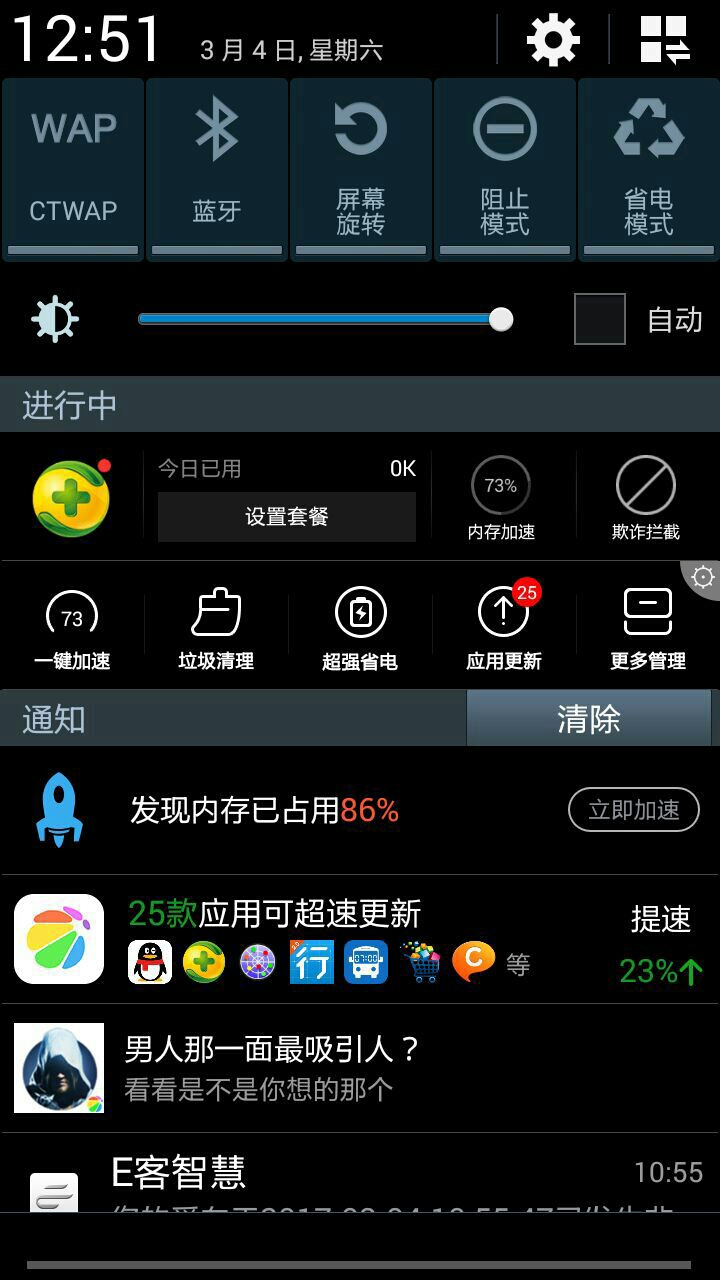 12:51 3月4日, 星期六
WAP
CTWAP
蓝牙
屏幕
旋转
阻止
模式
省电
模式
自动
进行中
今日已用 0K
设置套餐
73%
内存加速
欺诈拦截
73
一键加速
垃圾清理
超强省电
25
应用更新
更多管理
通知
清除
发现内存已占用86%
立即加速
25款应用可超速更新
提速
行
07:00
C
等
23%
男人那一面最吸引人？
看看是不是你想的那个
E客智慧
10:55